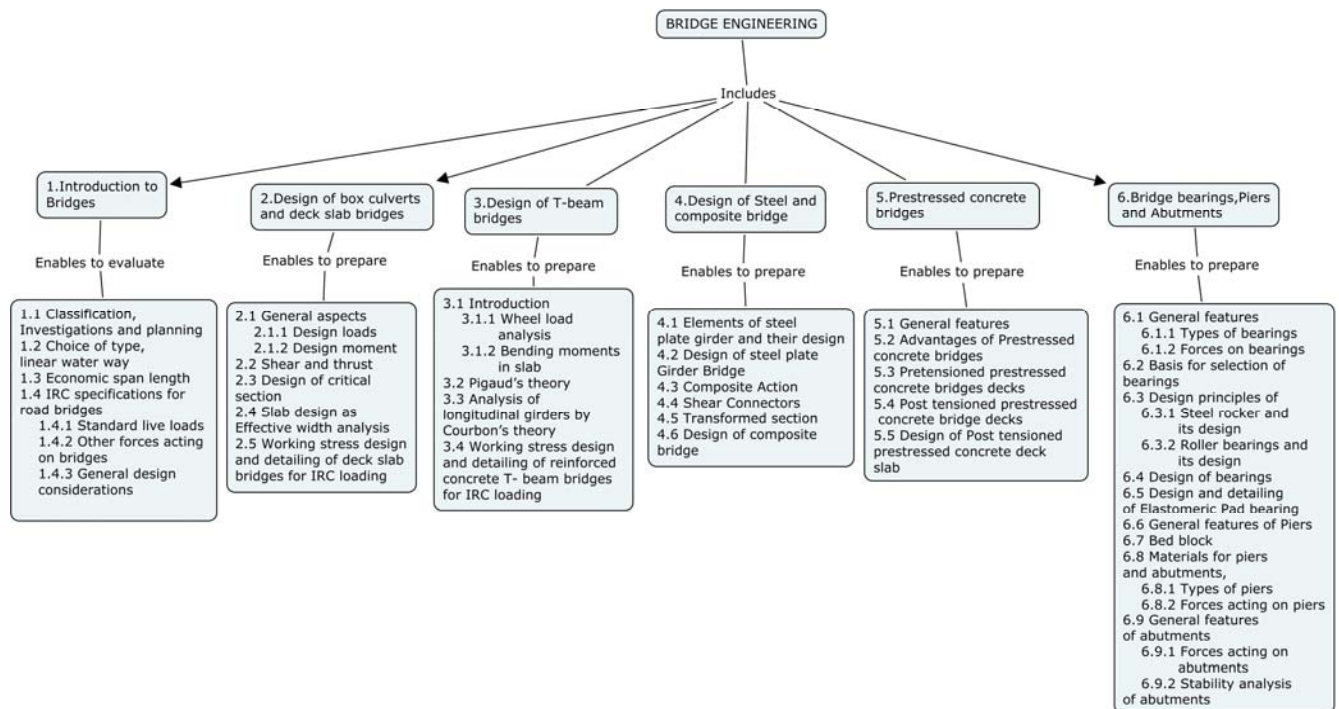 BRIDGE ENGINEERING
Includes
1.Introduction to
Bridges
Enables to evaluate
1.1 Classification,
Investigations and planning
1.2 Choice of type,
linear water way
1.3 Economic span length
1.4 IRC specifications for
road bridges
1.4.1 Standard live loads
1.4.2 Other forces acting
on bridges
1.4.3 General design
considerations
2.Design of box culverts
and deck slab bridges
Enables to prepare
2.1 General aspects
2.1.1 Design loads
2.1.2 Design moment
2.2 Shear and thrust
2.3 Design of critical
section
2.4 Slab design as
Effective width analysis
2.5 Working stress design
and detailing of deck slab
bridges for IRC loading
3.Design of T-beam
bridges
Enables to prepare
3.1 Introduction
3.1.1 Wheel load
analysis
3.1.2 Bending moments
in slab
3.2 Pigaud's theory
3.3 Analysis of
longitudinal girders by
Courbon's theory
3.4 Working stress design
and detailing of reinforced
concrete T- beam bridges
for IRC loading
4.Design of Steel and
composite bridge
Enables to prepare
4.1 Elements of steel
plate girder and their design
4.2 Design of steel plate
Girder Bridge
4.3 Composite Action
4.4 Shear Connectors
4.5 Transformed section
4.6 Design of composite
bridge
5.Prestressed concrete
bridges
Enables to prepare
5.1 General features
5.2 Advantages of Prestressed
concrete bridges
5.3 Pretensioned prestressed
concrete bridges decks
5.4 Post tensioned prestressed
concrete bridge decks
5.5 Design of Post tensioned
prestressed concrete deck
slab
6.Bridge bearings,Piers
and Abutments
Enables to prepare
6.1 General features
6.1.1 Types of bearings
6.1.2 Forces on bearings
6.2 Basis for selection of
bearings
6.3 Design principles of
6.3.1 Steel rocker and
its design
6.3.2 Roller bearings and
its design
6.4 Design of bearings
6.5 Design and detailing
of Elastomeric Pad bearing
6.6 General features of Piers
6.7 Bed block
6.8 Materials for piers
and abutments,
6.8.1 Types of piers
6.8.2 Forces acting on piers
6.9 General features
of abutments
6.9.1 Forces acting on
abutments
6.9.2 Stability analysis
of abutments